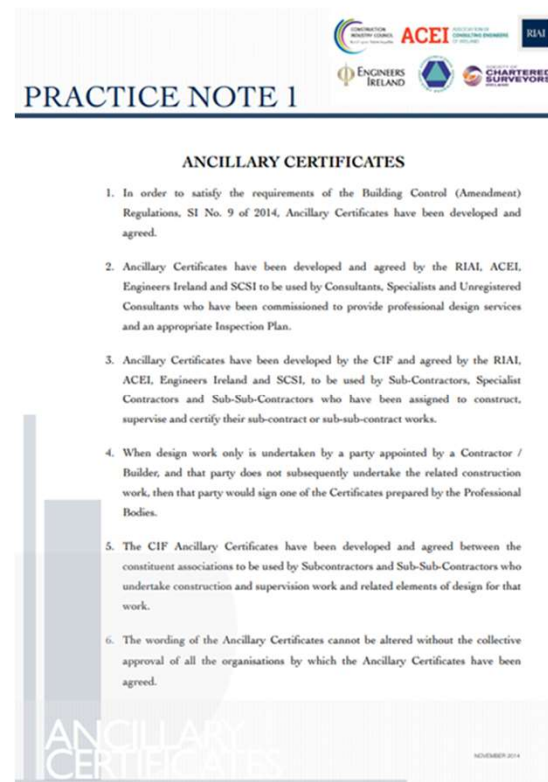 CONSTRUCTION
INDUSTRY COUNCIL
ACEI
ASSOCIATION OF
CONSULTING ENGINEERS
OF IRELAND
RIAI
ENGINEERS
IRELAND
SOCIETY OF
CHARTERED
SURVEYORS
IRELAND
PRACTICE NOTE 1
ANCILLARY CERTIFICATES
1. In order to satisfy the requirements of the Building Control (Amendment)
Regulations, SI No. 9 of 2014, Ancillary Certificates have been developed and
agreed.
2. Ancillary Certificates have been developed and agreed by the RIAI, ACEI,
Engineers Ireland and SCSI to be used by Consultants, Specialists and Unregistered
Consultants who have been commissioned to provide professional design services
and an appropriate Inspection Plan.
3. Ancillary Certificates have been developed by the CIF and agreed by the RIAI,
ACEI, Engineers Ireland and SCSI, to be used by Sub-Contractors, Specialist
Contractors and Sub-Sub-Contractors who have been assigned to construct,
supervise and certify their sub-contract or sub-sub-contract works.
4. When design work only is undertaken by a party appointed by a Contractor /
Builder, and that party does not subsequently undertake the related construction
work, then that party would sign one of the Certificates prepared by the Professional
Bodies.
5. The CIF Ancillary Certificates have been developed and agreed between the
constituent associations to be used by Subcontractors and Sub-Sub-Contractors who
undertake construction and supervision work and related elements of design for that
work.
6. The wording of the Ancillary Certificates cannot be altered without the collective
approval of all the organisations by which the Ancillary Certificates have been
agreed.
ANCILLARY
CERTIFICATES
NOVEMBER 2014